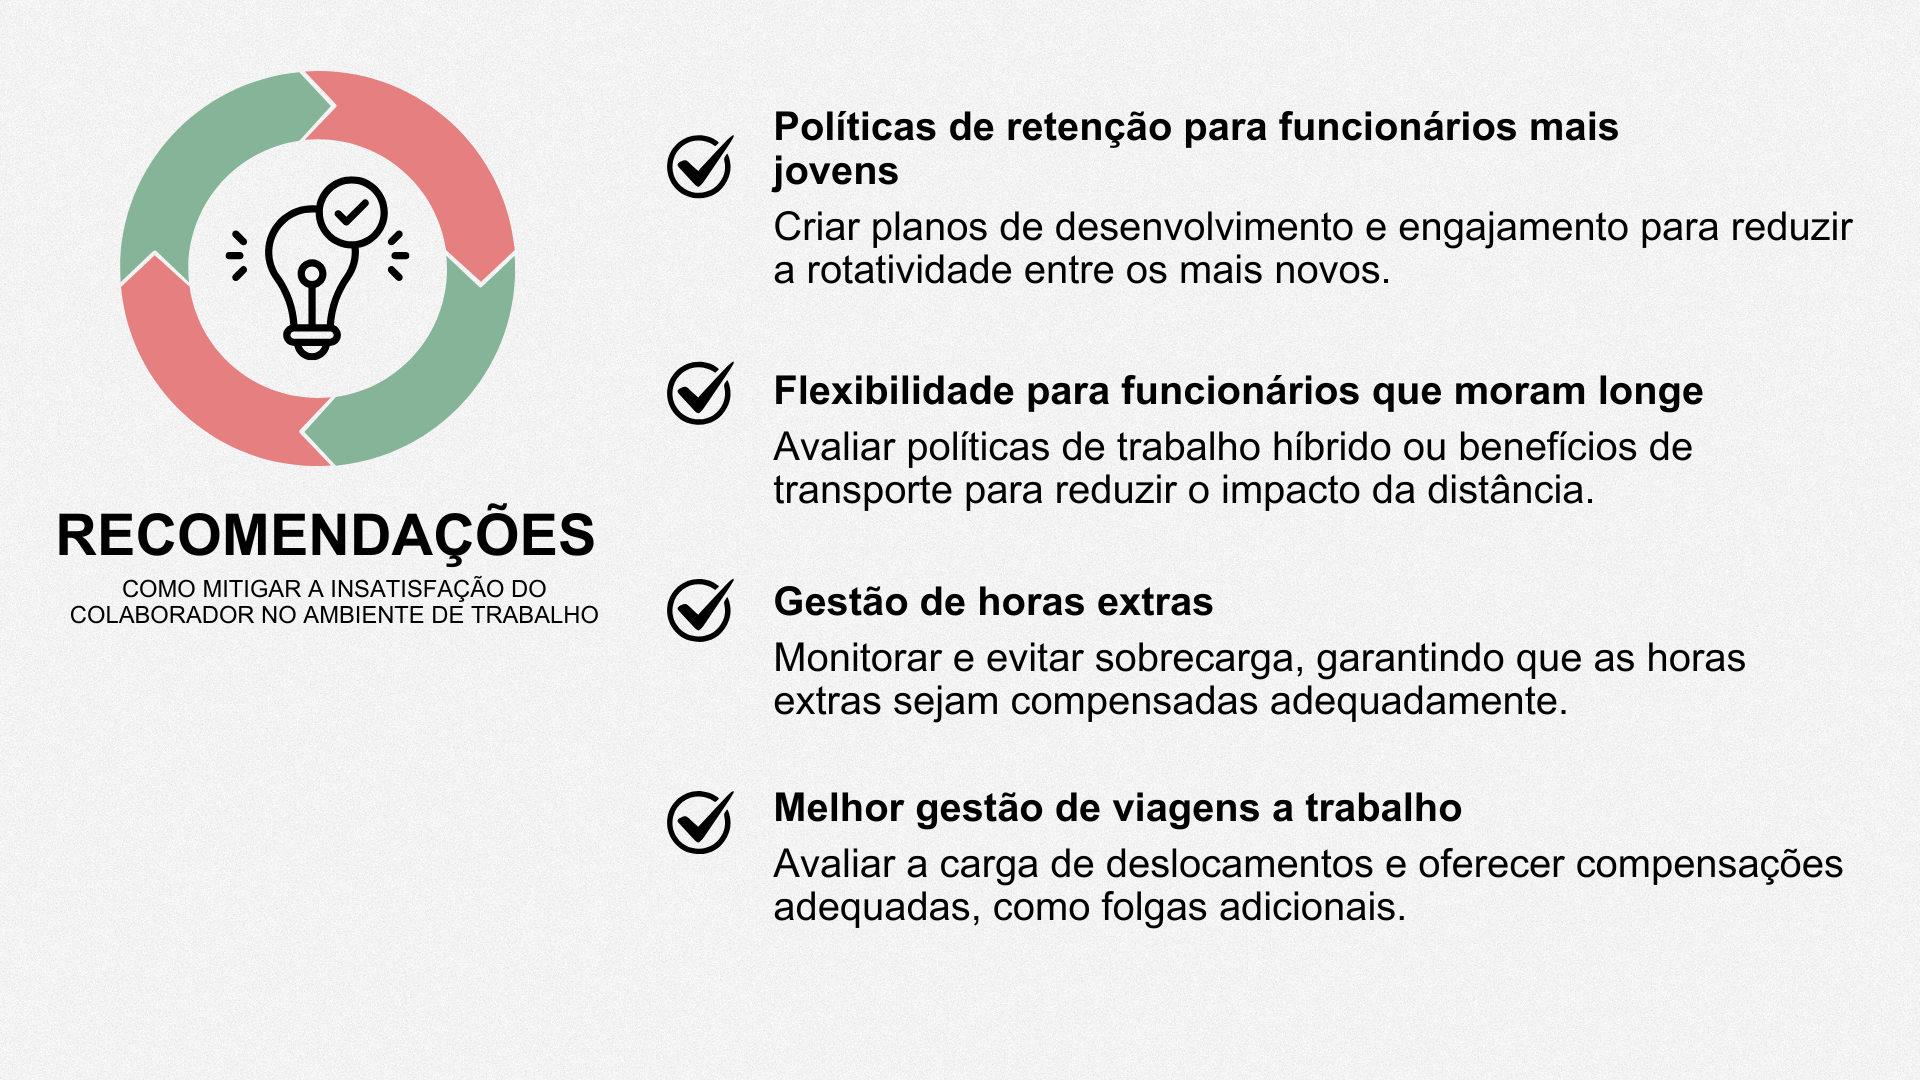 RECOMENDAÇÕES
COMO MITIGAR A INSATISFAÇÃO DO
COLABORADOR NO AMBIENTE DE TRABALHO
Políticas de retenção para funcionários mais
jovens
Criar planos de desenvolvimento e engajamento para reduzir
a rotatividade entre os mais novos.
Flexibilidade para funcionários que moram longe
Avaliar políticas de trabalho híbrido ou benefícios de
transporte para reduzir o impacto da distância.
Gestão de horas extras
Monitorar e evitar sobrecarga, garantindo que as horas
extras sejam compensadas adequadamente.
Melhor gestão de viagens a trabalho
Avaliar a carga de deslocamentos e oferecer compensações
adequadas, como folgas adicionais.